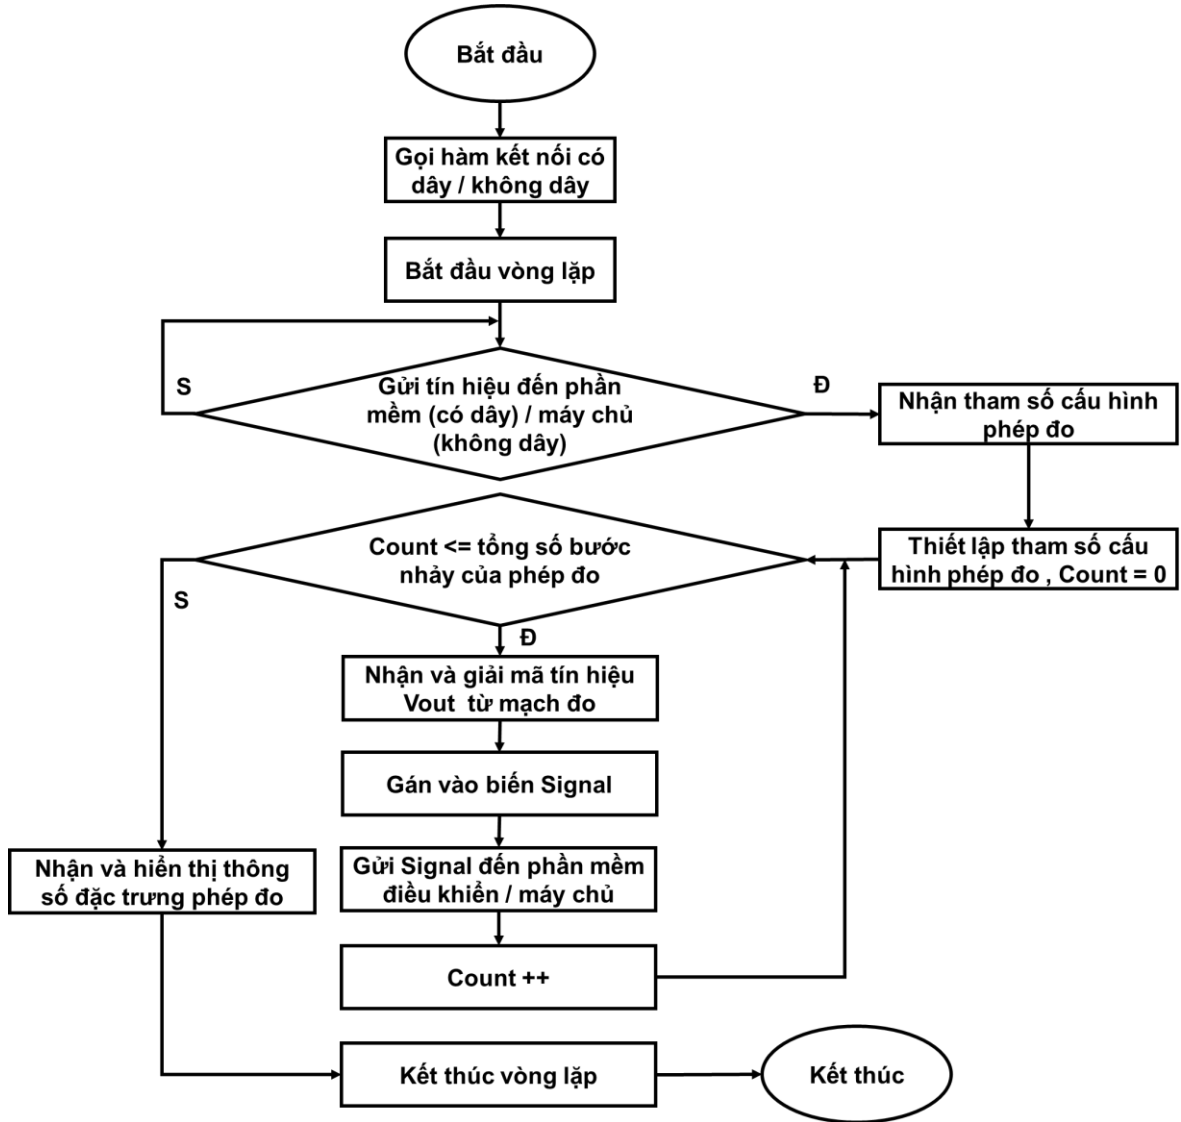 Bắt đầu
Gọi hàm kết nối có
dây / không dây
Bắt đầu vòng lặp
S
Gửi tín hiệu đến phần
mềm (có dây) / máy chủ
(không dây)
Đ
Nhận tham số cấu hình
phép đo
Thiết lập tham số cấu
hình phép đo , Count = 0
Count <= tổng số bước
nhảy của phép đo
S
Đ
Nhận và giải mã tín hiệu
Vout từ mạch đo
Gán vào biến Signal
Gửi Signal đến phần mềm
điều khiển / máy chủ
Count ++
Nhận và hiển thị thông
số đặc trưng phép đo
Kết thúc vòng lặp
Kết thúc